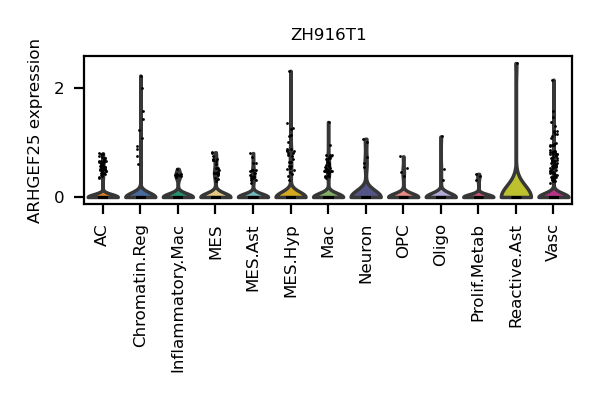 ZH916T1
ARHGEF25 expression
2
0
AC
Chromatin.Reg
Inflammatory.Mac
MES
MES.Ast
MES.Hyp
Mac
Neuron
OPC
Oligo
Prolif.Metab
Reactive.Ast
Vasc